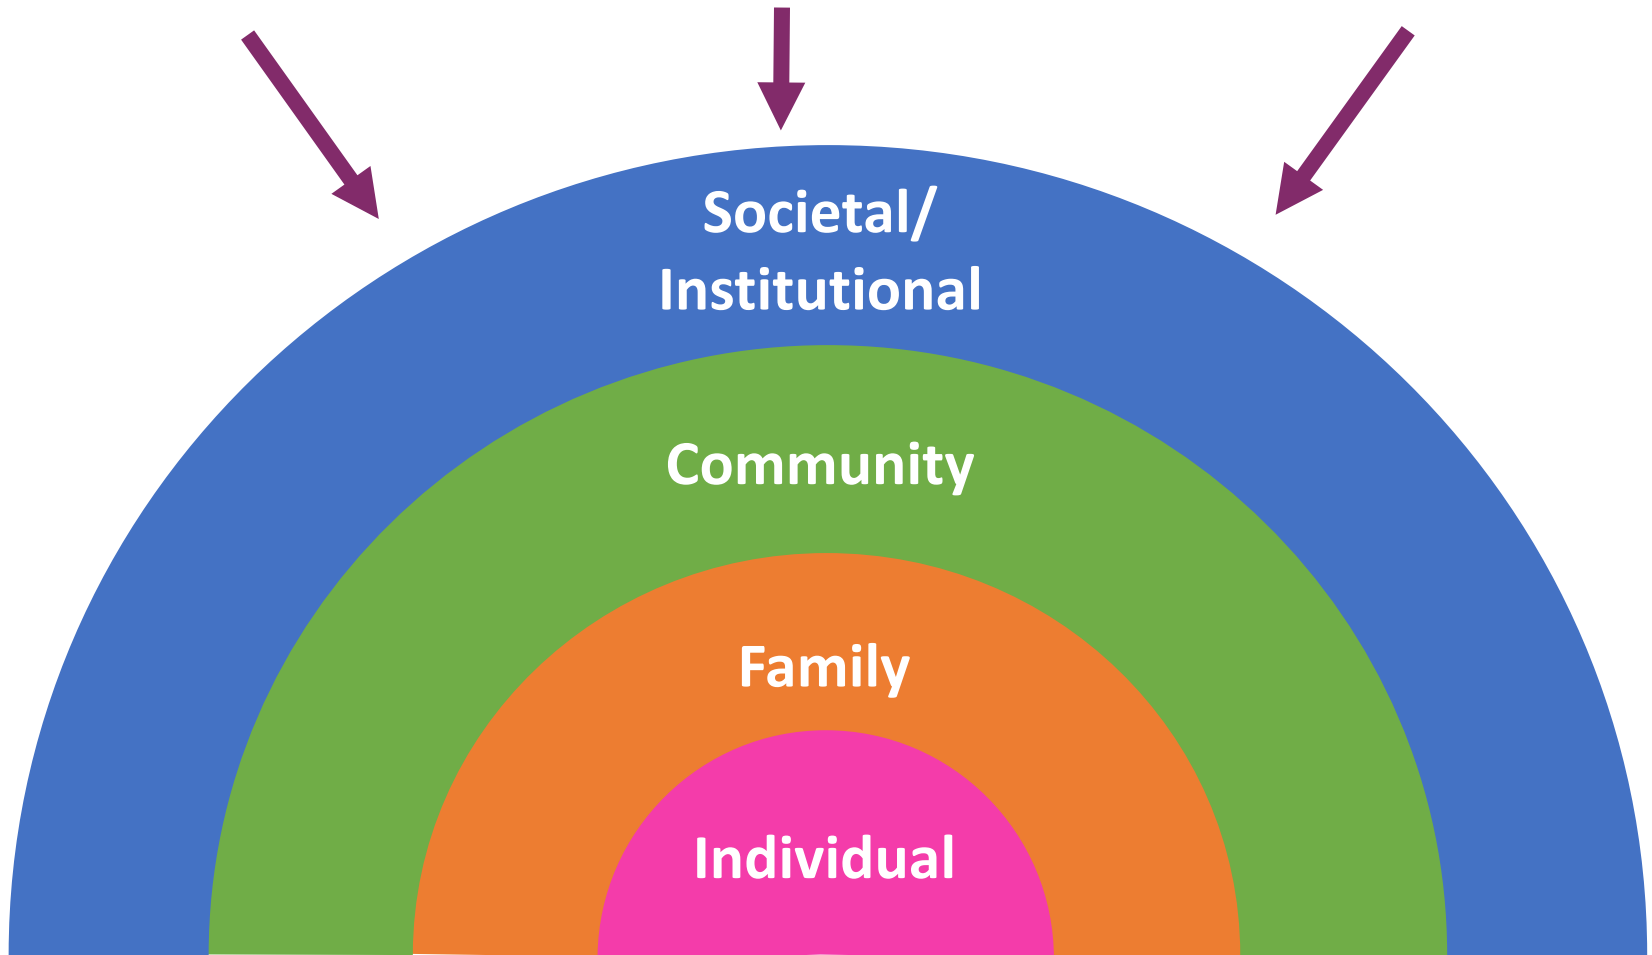 Societal/
Institutional
Community
Family
Individual